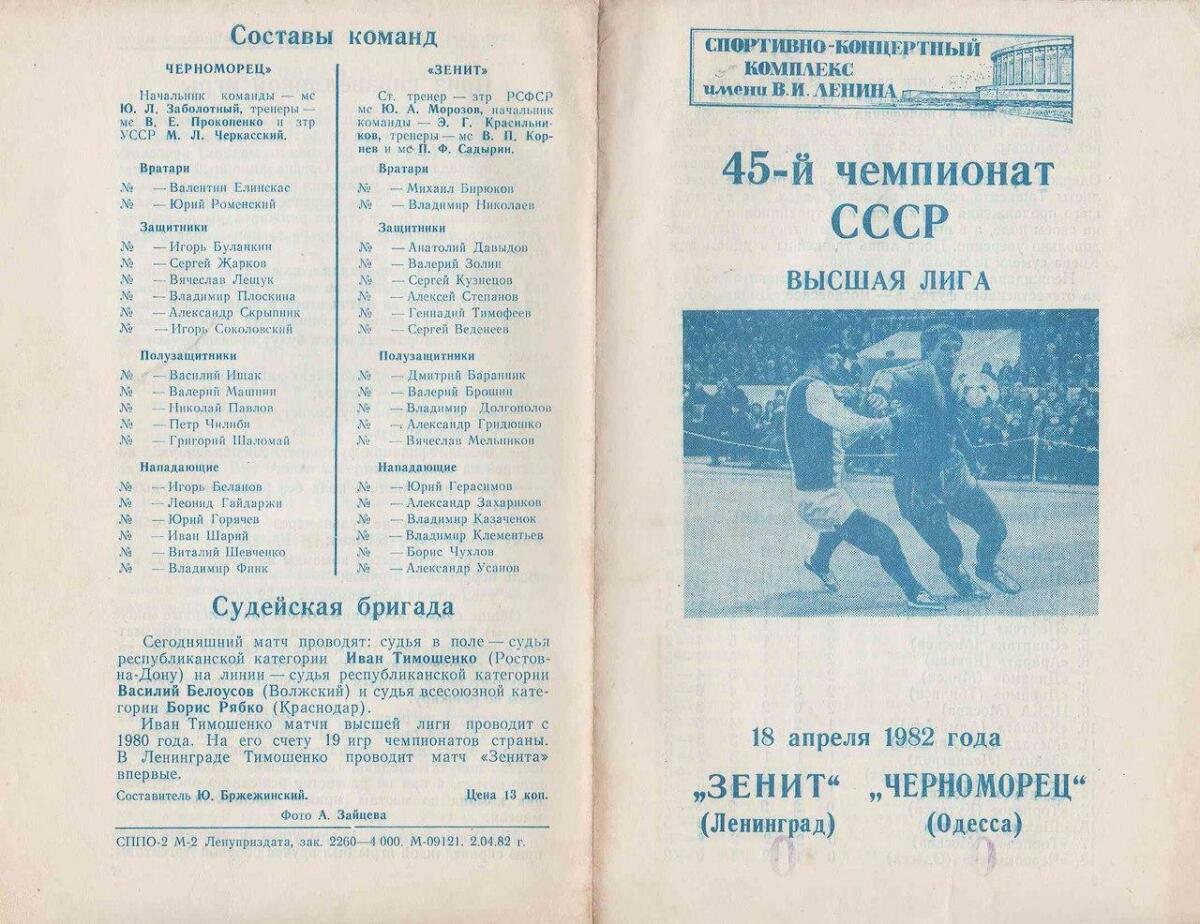 Составы команд
ЧЕРНОМОРЕЦ»
Начальник команды — мс
Ю. Л. Заболотный, тренеры —
мс В. Е. Прокопенко и зтр
УССР М. Л. Черкасский.
Вратари
№ — Валентин Елинскас
№ — Юрий Роменский
Защитники
№ — Игорь Буланкин
№ — Сергей Жарков
№ — Вячеслав Лещук
№ — Владимир Плоскина
№ — Александр Скрыпник
№ — Игорь Соколовский
Полузащитники
№ — Василий Ищак
№ — Валерий Машнин
№ — Николай Павлов
№ — Петр Чилиби
№ — Григорий Шаломай
Нападающие
№ — Игорь Беланов
№ — Леонид Гайдаржи
№ — Юрий Горячев
№ — Иван Шарий
№ — Виталий Шевченко
№ — Владимир Финк
«ЗЕНИТ»
Ст. тренер — зтр РСФСР
мс Ю. А. Морозов, начальник
команды — Э. Г. Красильни-
ков, тренеры — мс В. П. Кор-
нев и мс П. Ф. Садырин.
Вратари
№ — Михаил Бирюков
№ — Владимир Николаев
Защитники
№ — Анатолий Давыдов
№ — Валерий Золин
№ — Сергей Кузнецов
№ — Алексей Степанов
№ — Геннадий Тимофеев
№ — Сергей Веденеев
Полузащитники
№ — Дмитрий Баранник
№ — Валерий Брошин
№ — Владимир Долгополов
№ — Александр Гридюшко
№ — Вячеслав Мельников
Нападающие
№ — Юрий Герасимов
№ — Александр Захариков
№ — Владимир Казаченок
№ — Владимир Клементьев
№ — Борис Чухлов
№ — Александр Усанов
Судейская бригада
Сегодняшний матч проводят: судья в поле — судья
республиканской категории Иван Тимошенко (Ростов-
на-Дону) на линии — судья республиканской категории
Василий Белоусов (Волжский) и судья всесоюзной кате-
гории Борис Рябко (Краснодар).
Иван Тимошенко матчи высшей лиги проводит с
1980 года. На его счету 19 игр чемпионатов страны.
В Ленинграде Тимошенко проводит матч «Зенита»
впервые.
Составитель Ю. Бржежинский. Цена 13 коп.
Фото А. Зайцева
СППО-2 М-2 Ленуприздата, зак. 2260—4 000. М-09121. 2.04.82 г.
СПОРТИВНО-КОНЦЕРТНЫЙ
КОМПЛЕКС
имени В.И. ЛЕНИНА
45-й чемпионат
СССР
ВЫСШАЯ ЛИГА
18 апреля 1982 года
„ЗЕНИТ“ „ЧЕРНОМОРЕЦ“
(Ленинград) (Одесса)
0 3